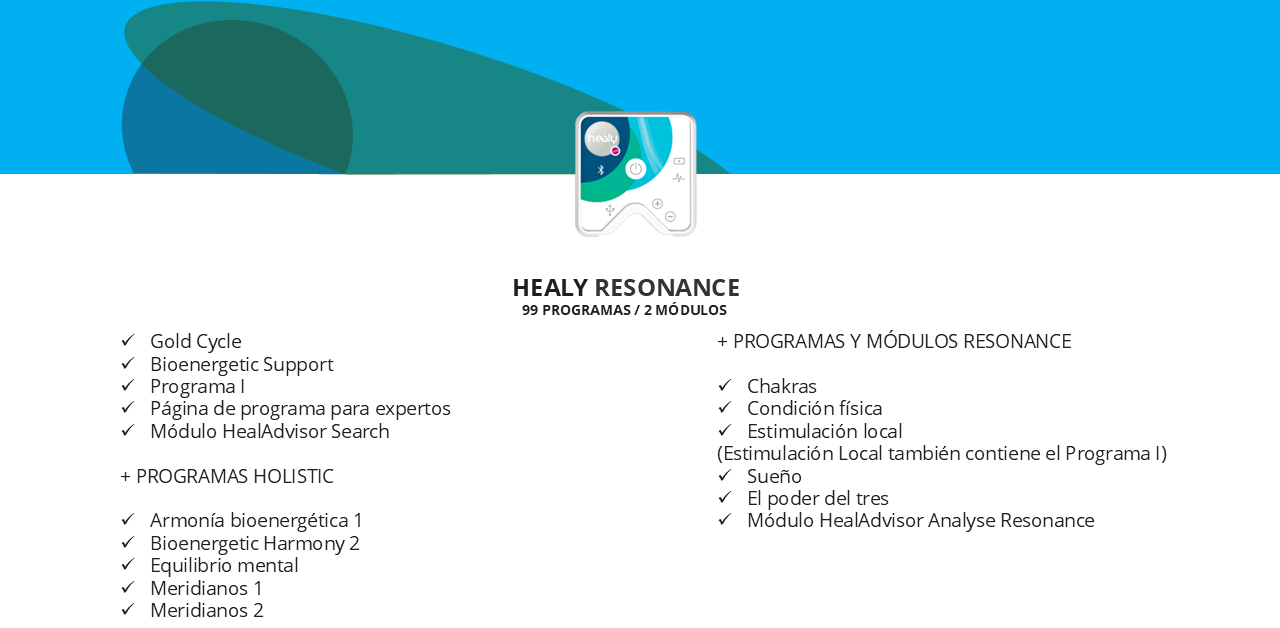 healy
HEALY RESONANCE
99 PROGRAMAS / 2 MÓDULOS
✓ Gold Cycle
✓ Bioenergetic Support
✓ Programa I
✓ Página de programa para expertos
✓ Módulo HealAdvisor Search
+ PROGRAMAS HOLISTIC
✓ Armonía bioenergética 1
✓ Bioenergetic Harmony 2
✓ Equilibrio mental
✓ Meridianos 1
✓ Meridianos 2
+ PROGRAMAS Y MÓDULOS RESONANCE
✓ Chakras
✓ Condición física
✓ Estimulación local
(Estimulación Local también contiene el Programa I)
✓ Sueño
✓ El poder del tres
✓ Módulo HealAdvisor Analyse Resonance